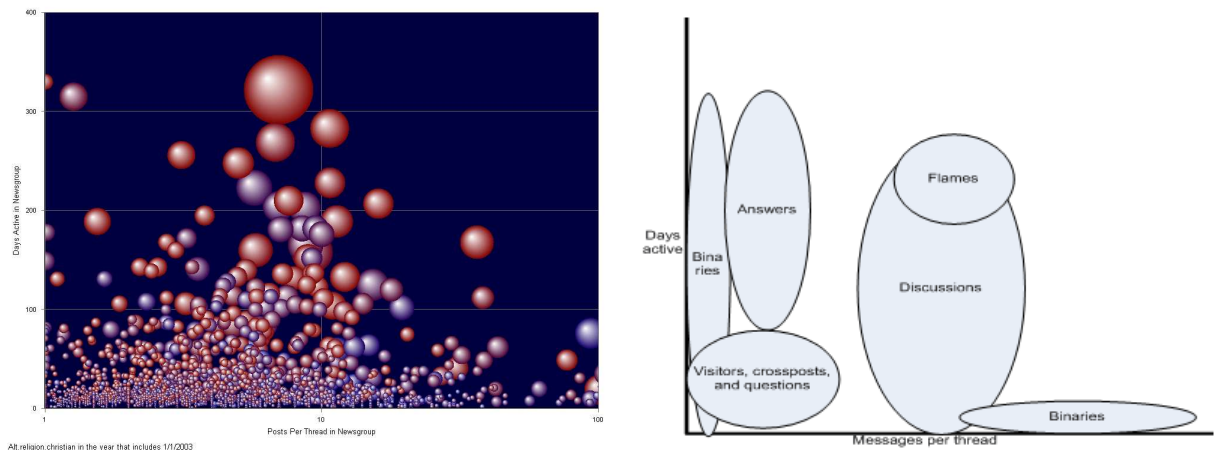 400
300
200
100
0
Days Active in Newsgroup
1
10
100
Posts Per Thread in Newsgroup
Alt.religion.christian in the year that includes 1/1/2003
Days
active
Bina
ries
Answers
Visitors, crossposts,
and questions
Flames
Discussions
Binaries
Messages per thread